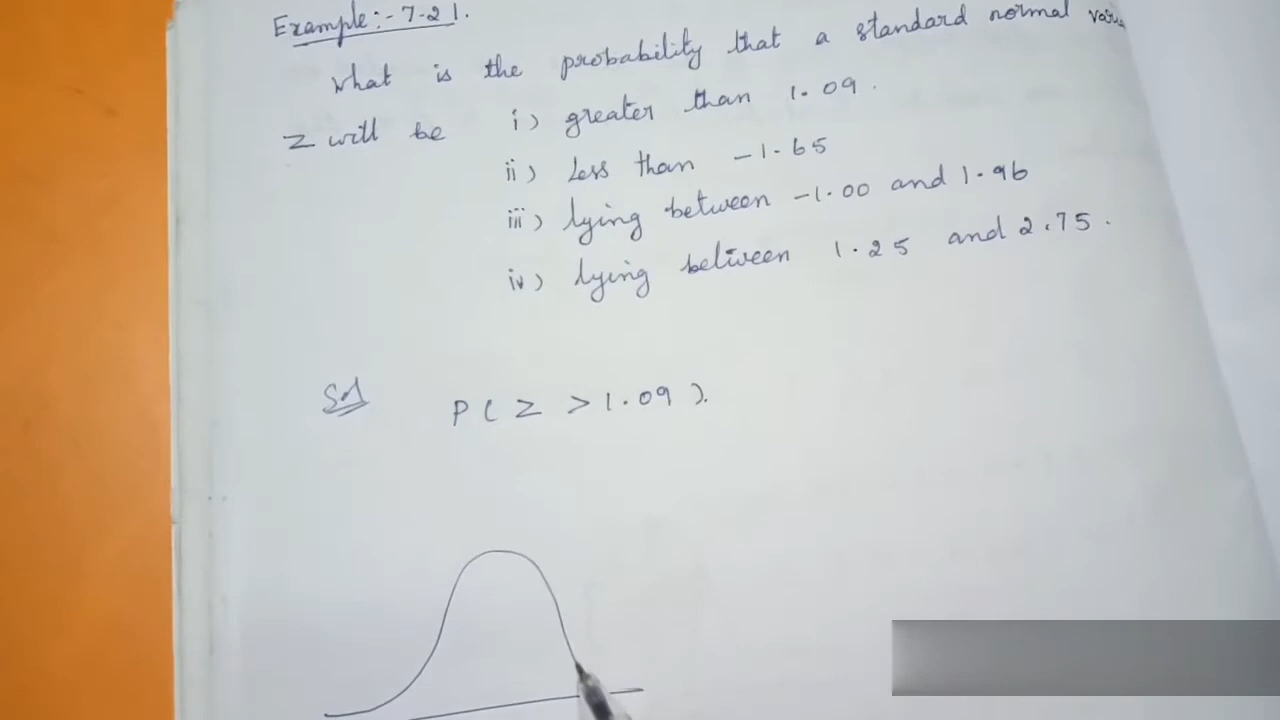 Example:- 7.21.
What is the probability that a standard normal
Z will be i) greater than 1.09.
ii) Less than -1.65
iii) lying between -1.00 and 1.96
iv) lying between 1.25 and 2.75.
Sol P(Z > 1.09).